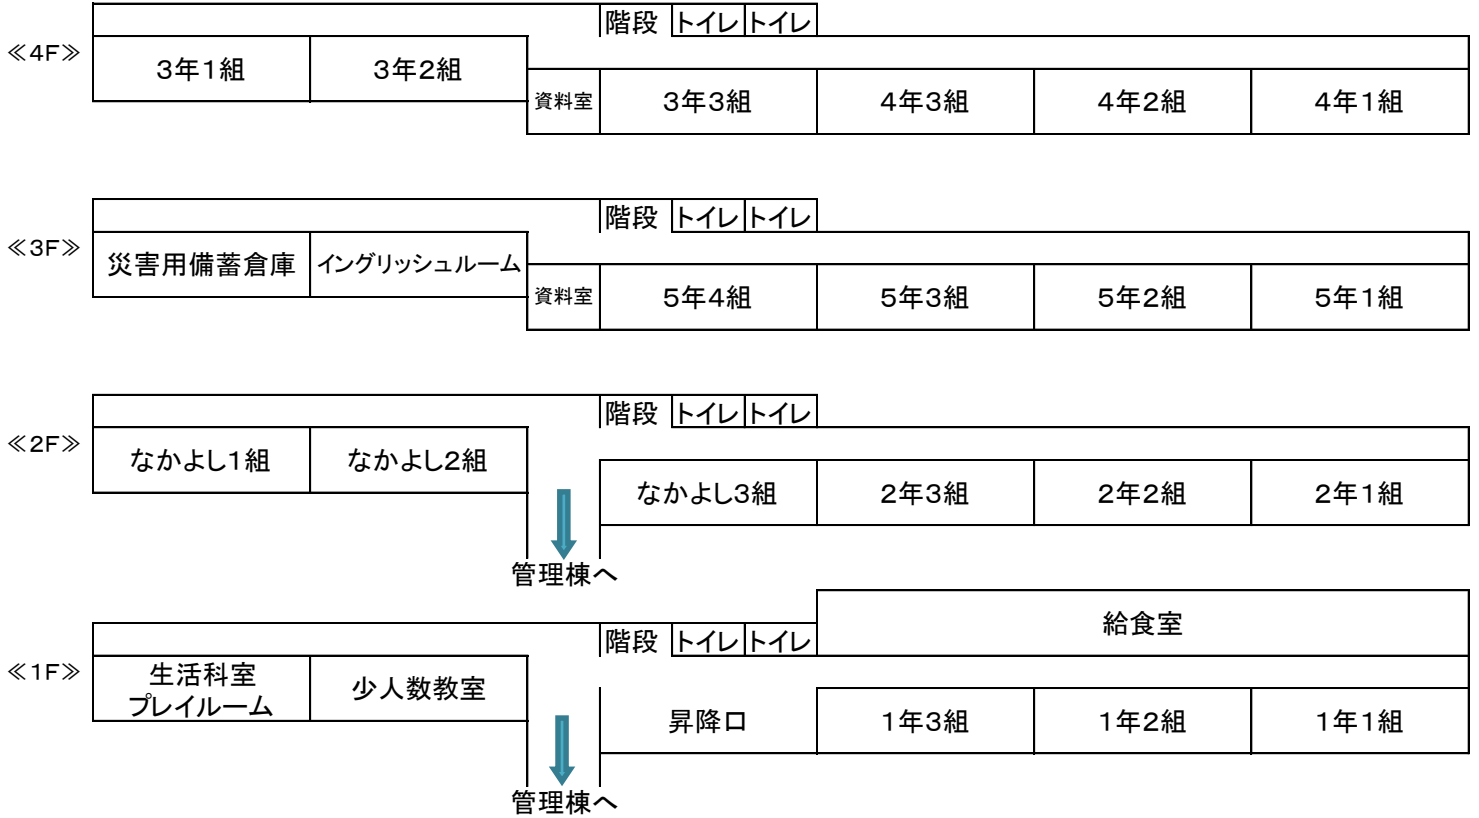 階段 トイレ トイレ
≪4F≫
3年1組 3年2組
資料室 3年3組 4年3組 4年2組 4年1組
階段 トイレ トイレ
≪3F≫
災害用備蓄倉庫 イングリッシュルーム
資料室 5年4組 5年3組 5年2組 5年1組
階段 トイレ トイレ
≪2F≫
なかよし1組 なかよし2組
なかよし3組 2年3組 2年2組 2年1組
管理棟へ
給食室
階段 トイレ トイレ
≪1F≫
生活科室
プレイルーム
少人数教室
昇降口 1年3組 1年2組 1年1組
管理棟へ